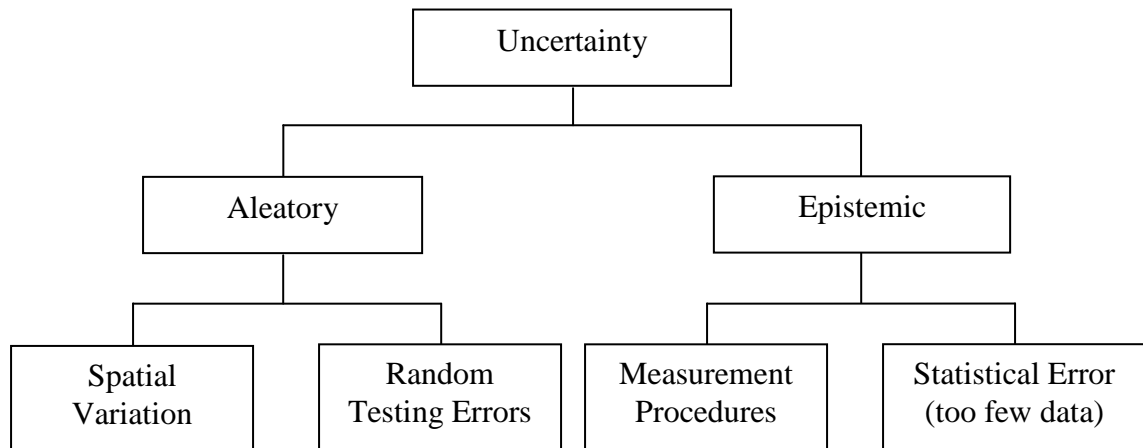 Uncertainty
Aleatory
Epistemic
Spatial
Variation
Random
Testing Errors
Measurement
Procedures
Statistical Error
(too few data)